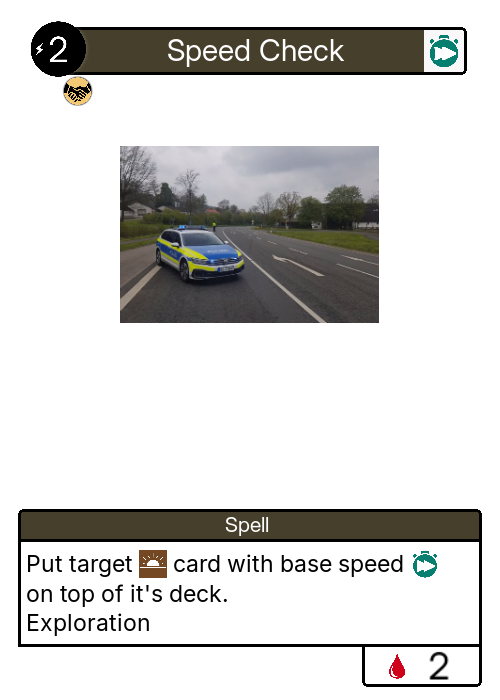 2
Speed Check
Spell
Put target card with base speed
on top of it's deck.
Exploration
2